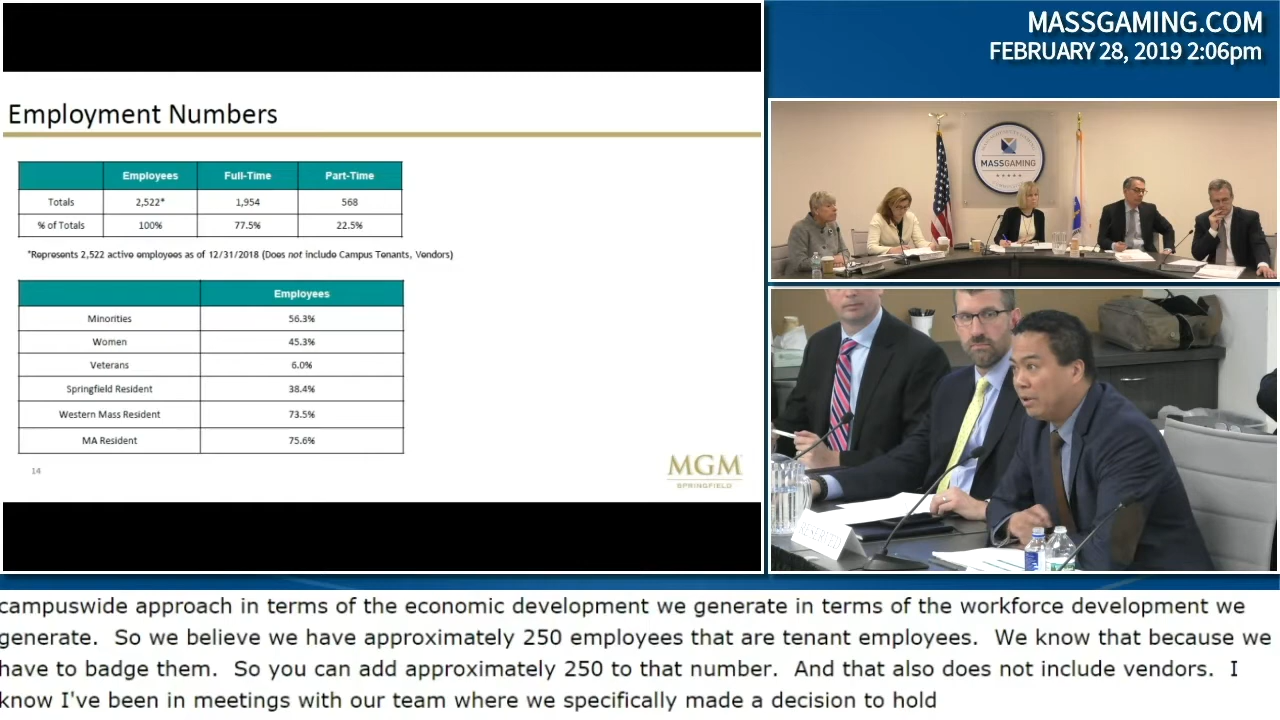 MASSGAMING.COM
FEBRUARY 28, 2019 2:06pm
Employment Numbers
Employees Full-Time Part-Time
Totals 2,522* 1,954 568
% of Totals 100% 77.5% 22.5%
*Represents 2,522 active employees as of 12/31/2018 (Does not include Campus Tenants, Vendors)
Employees
Minorities 56.3%
Women 45.3%
Veterans 6.0%
Springfield Resident 38.4%
Western Mass Resident 73.5%
MA Resident 75.6%
14
MGM
SPRINGFIELD
MASSGAMING
RESERVED
campuswide approach in terms of the economic development we generate in terms of the workforce development we
generate.  So we believe we have approximately 250 employees that are tenant employees.  We know that because we
have to badge them.  So you can add approximately 250 to that number.  And that also does not include vendors.  I
know I've been in meetings with our team where we specifically made a decision to hold